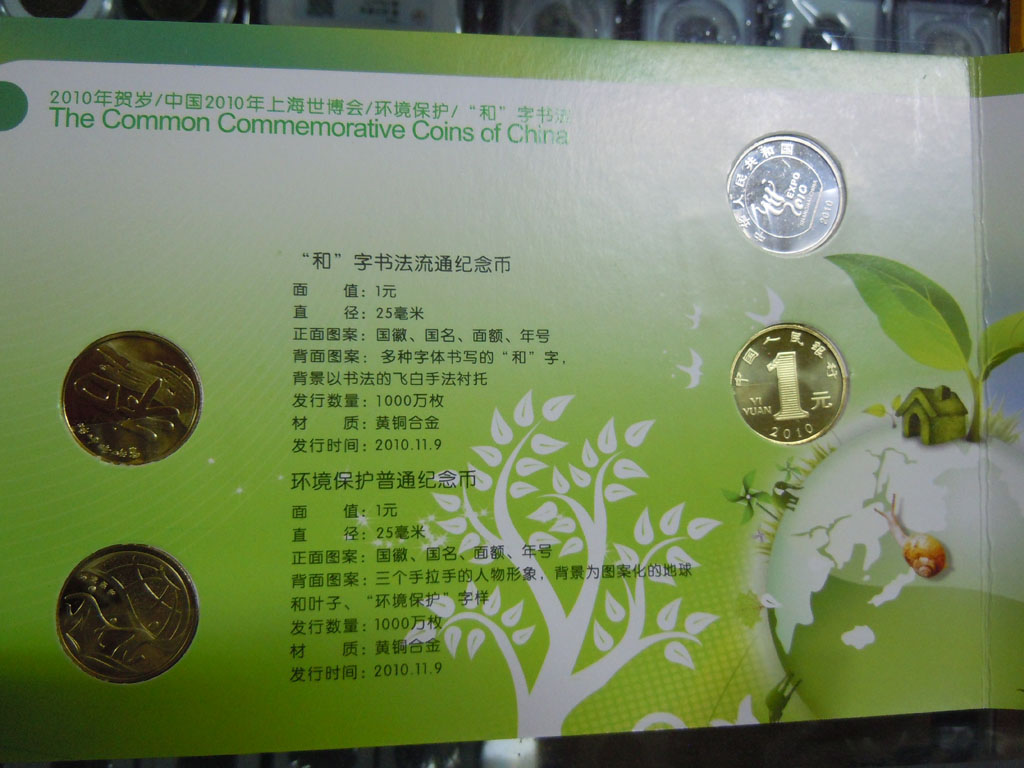 2010年贺岁/中国2010年上海世博会/环境保护/“和”字书法
The Common Commemorative Coins of China
“和”字书法流通纪念币
面 值：1元
直 径：25毫米
正面图案：国徽、国名、面额、年号
背面图案：多种字体书写的“和”字，
背景以书法的飞白手法衬托
发行数量：1000万枚
材 质：黄铜合金
发行时间：2010.11.9
环境保护普通纪念币
面 值：1元
直 径：25毫米
正面图案：国徽、国名、面额、年号
背面图案：三个手拉手的人物形象，背景为图案化的地球
和叶子、“环境保护”字样
发行数量：1000万枚
材 质：黄铜合金
发行时间：2010.11.9
中华人民共和国
EXPO
2010
2010
中国人民银行
1元
YI
YUAN
2010